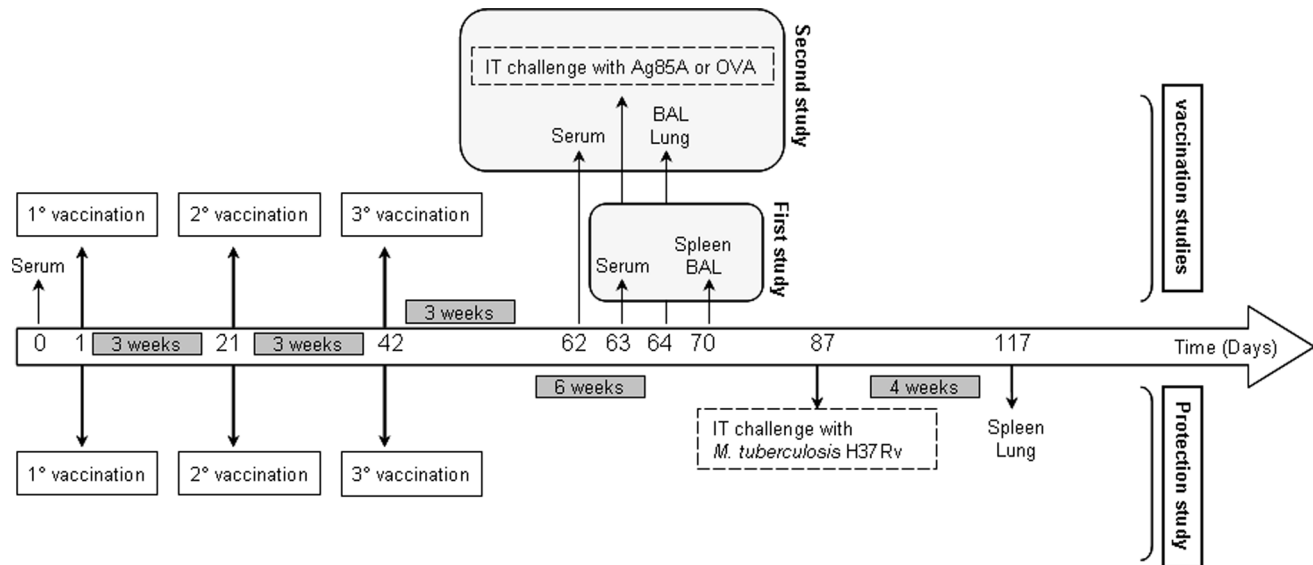 IT challenge with Ag85A or OVA
Serum
BAL
Lung
Second study
vaccination studies
1° vaccination
2° vaccination
3° vaccination
Serum
Serum
Spleen
BAL
First study
3 weeks
0
1
3 weeks
21
3 weeks
42
62
63
64
70
87
117
Time (Days)
6 weeks
4 weeks
1° vaccination
2° vaccination
3° vaccination
IT challenge with
M. tuberculosis H37Rv
Spleen
Lung
Protection study